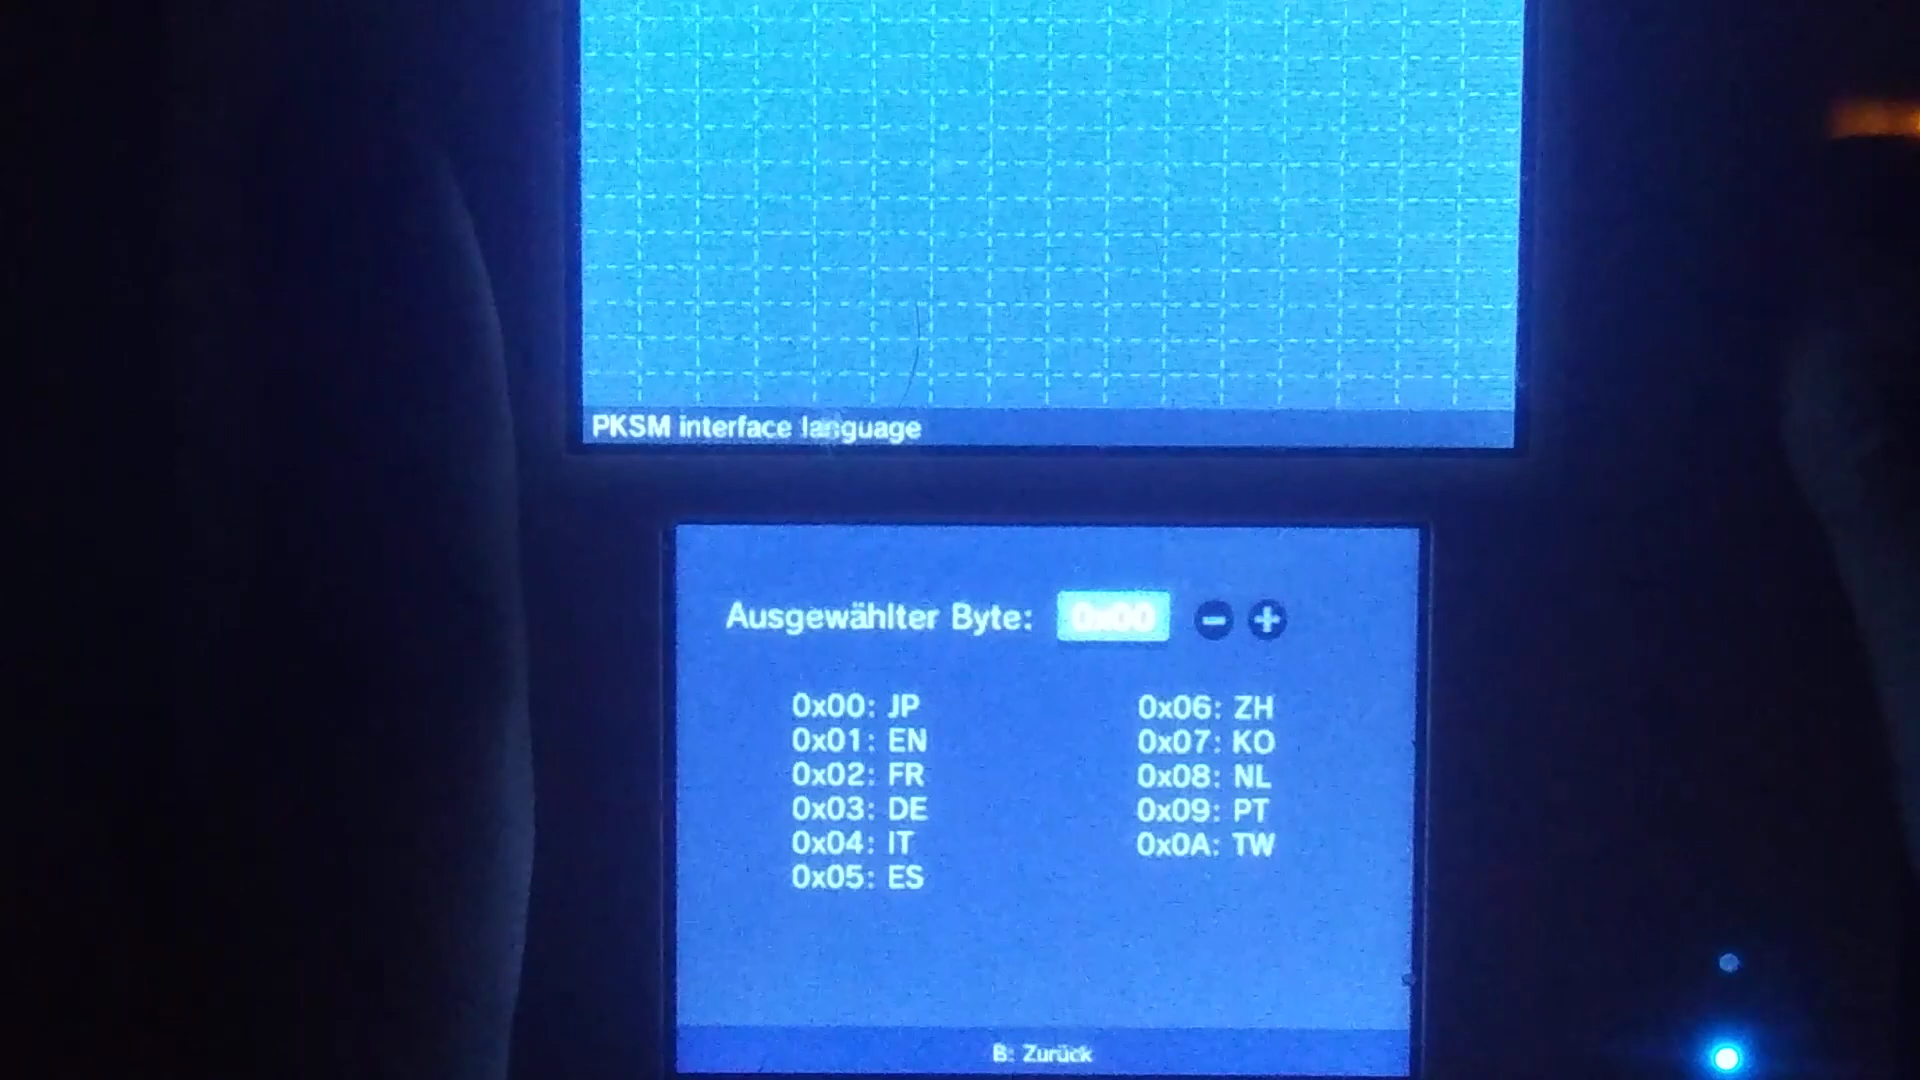 PKSM interface language
Ausgewählter Byte: 0x00 - +
0x00: JP
0x01: EN
0x02: FR
0x03: DE
0x04: IT
0x05: ES
0x06: ZH
0x07: KO
0x08: NL
0x09: PT
0x0A: TW
B: Zurück